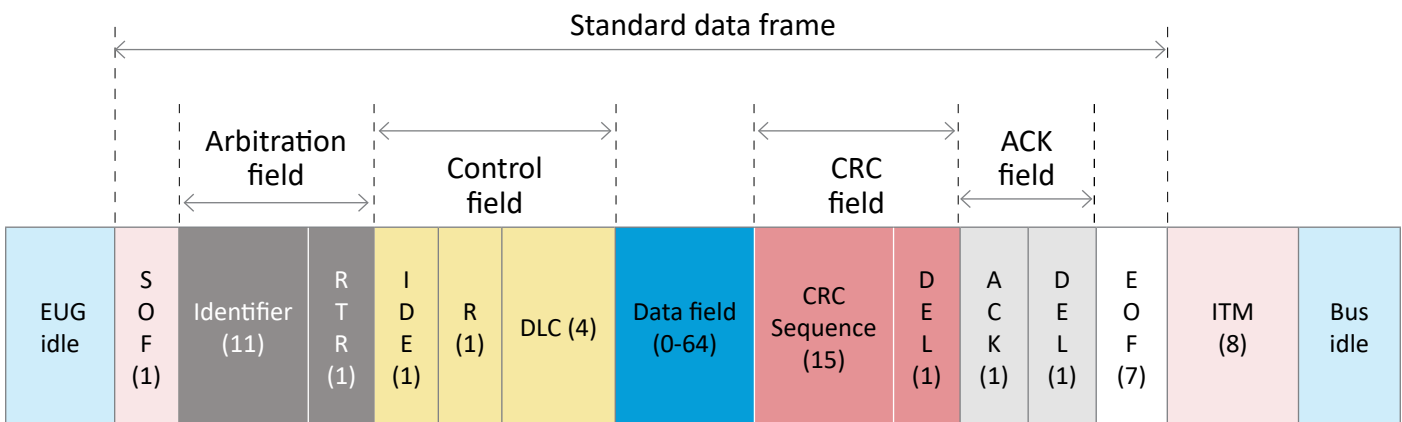 Standard data frame
Arbitration
field
Control
field
CRC
field
ACK
field
EUG
idle
S
O
F
(1)
Identifier
(11)
R
T
R
(1)
I
D
E
(1)
R
(1)
DLC (4)
Data field
(0-64)
CRC
Sequence
(15)
D
E
L
(1)
A
C
K
(1)
D
E
L
(1)
E
O
F
(7)
ITM
(8)
Bus
idle